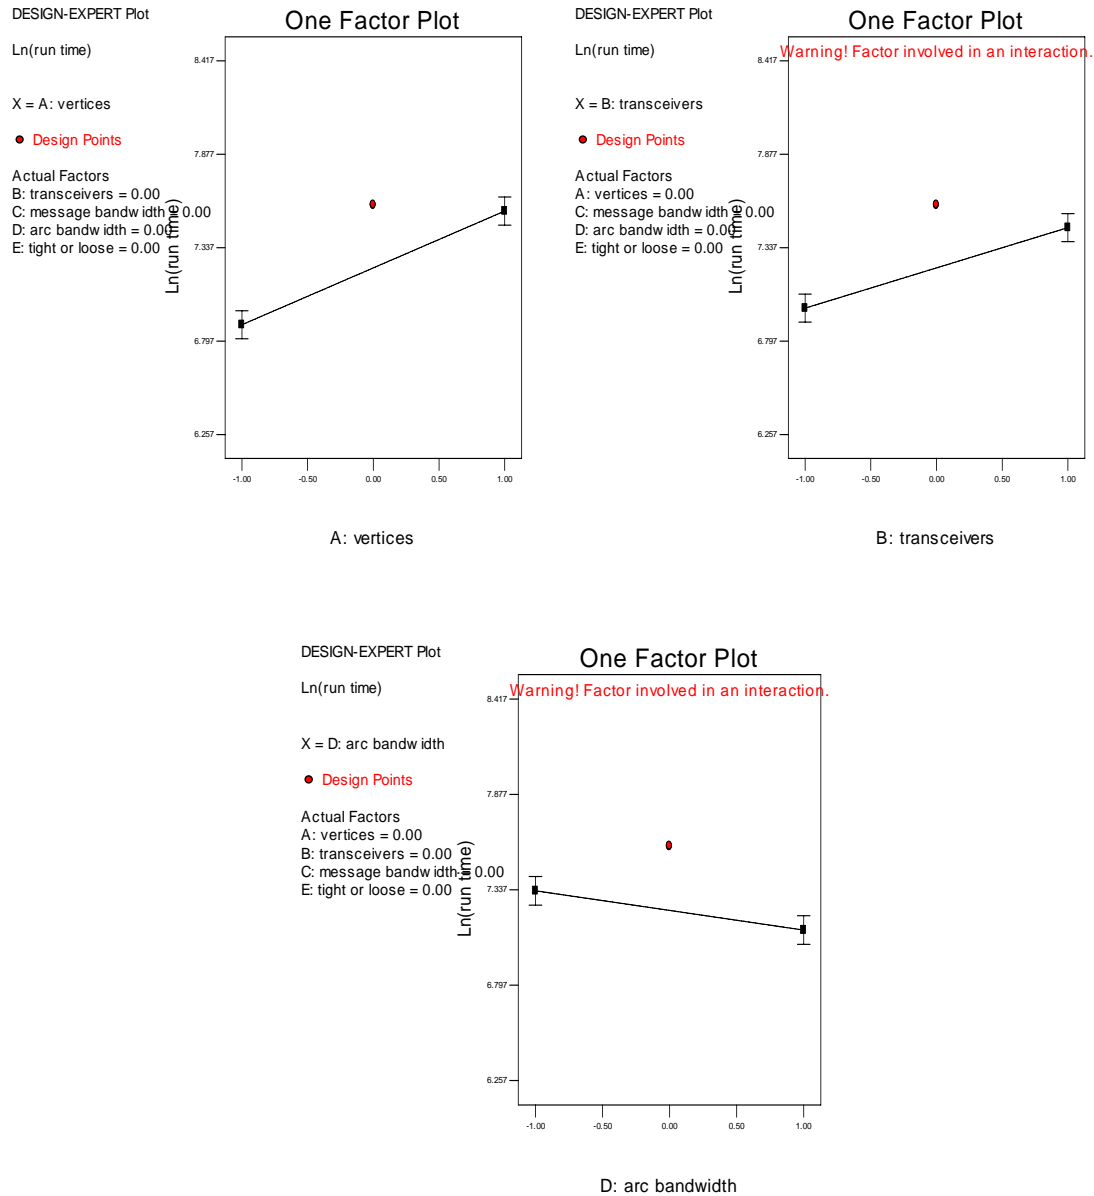 DESIGN-EXPERT Plot
Ln(run time)
X = A: vertices
Design Points
Actual Factors
B: transceivers = 0.00
C: message bandw idth = 0.00
D: arc bandw idth = 0.00
E: tight or loose = 0.00
One Factor Plot
Ln(run time)
8.417
7.877
7.337
6.797
6.257
-1.00 -0.50 0.00 0.50 1.00
A: vertices
DESIGN-EXPERT Plot
Ln(run time)
X = B: transceivers
Design Points
Actual Factors
A: vertices = 0.00
C: message bandw idth = 0.00
D: arc bandw idth = 0.00
E: tight or loose = 0.00
One Factor Plot
Warning! Factor involved in an interaction.
Ln(run time)
8.417
7.877
7.337
6.797
6.257
-1.00 -0.50 0.00 0.50 1.00
B: transceivers
DESIGN-EXPERT Plot
Ln(run time)
X = D: arc bandw idth
Design Points
Actual Factors
A: vertices = 0.00
B: transceivers = 0.00
C: message bandw idth = 0.00
E: tight or loose = 0.00
One Factor Plot
Warning! Factor involved in an interaction.
Ln(run time)
8.417
7.877
7.337
6.797
6.257
-1.00 -0.50 0.00 0.50 1.00
D: arc bandwidth